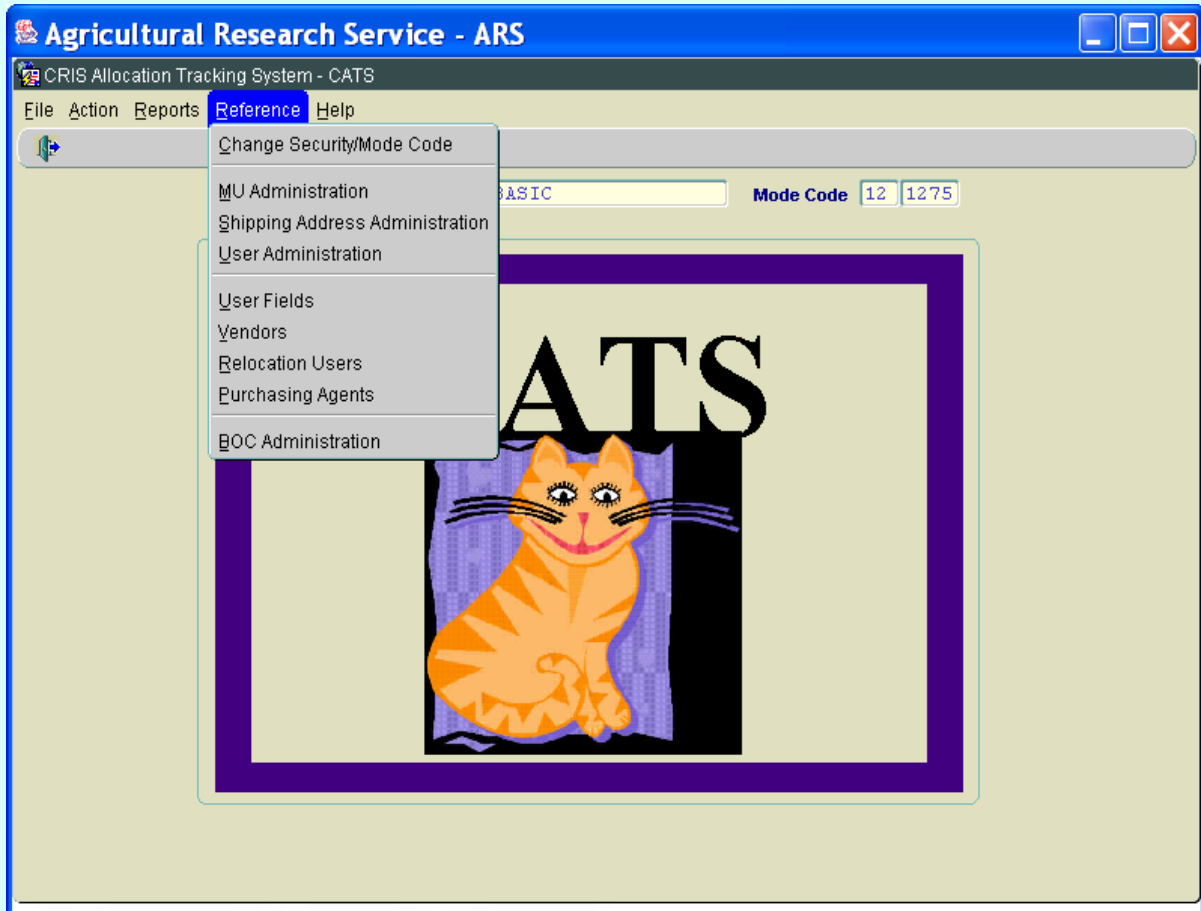 Agricultural Research Service - ARS
CRIS Allocation Tracking System - CATS
File Action Reports Reference Help
Change Security/Mode Code
BASIC Mode Code 12 1275
MU Administration
Shipping Address Administration
User Administration
User Fields
Vendors
Relocation Users
Purchasing Agents
BOC Administration
ATS